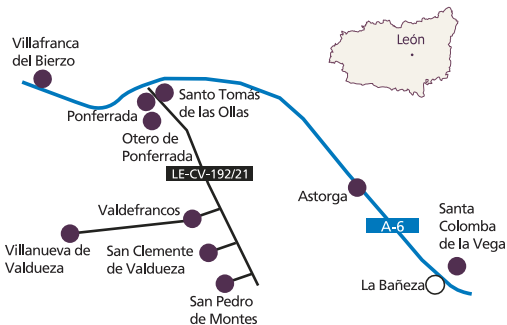 Villafranca
del Bierzo
León
Santo Tomás
de las Ollas
Ponferrada
Otero de
Ponferrada
LE-CV-192/21
Astorga
Valdefrancos
A-6
Santa
Colomba
de la Vega
Villanueva de
Valdueza
San Clemente
de Valdueza
La Bañeza
San Pedro
de Montes